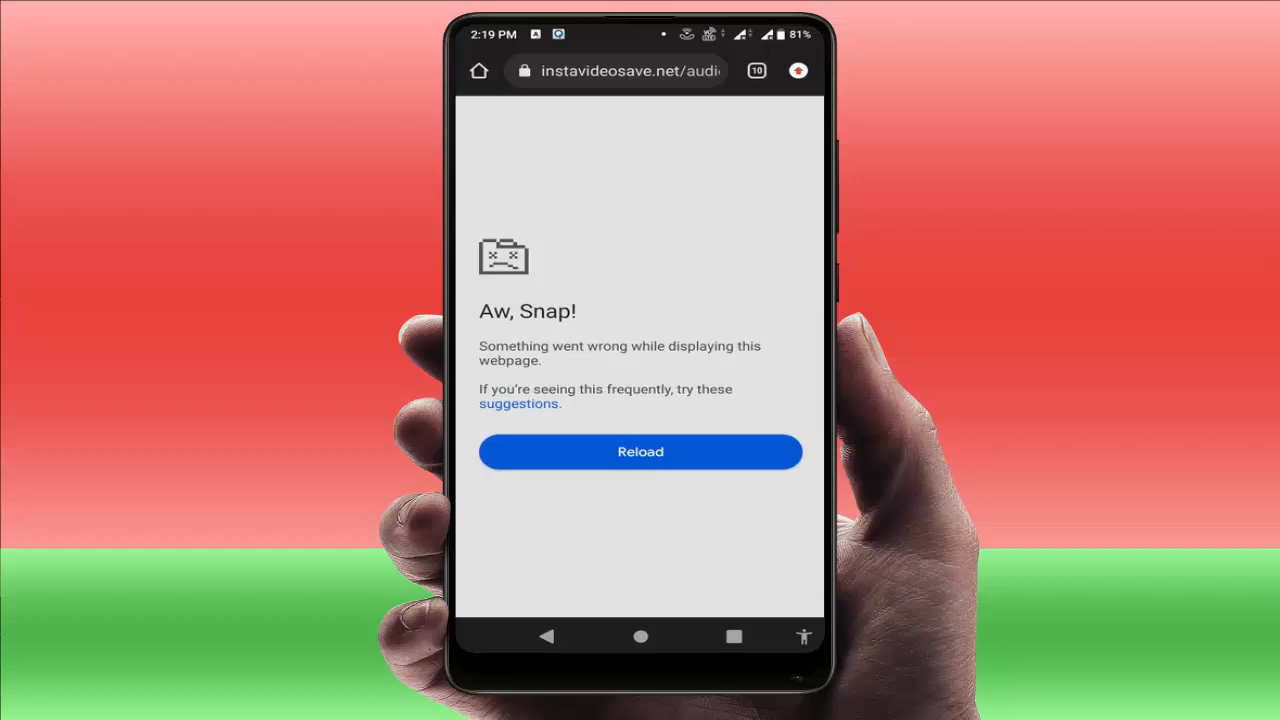 2:19 PM A 81%
instavideosave.net/audi 10
Aw, Snap!
Something went wrong while displaying this
webpage.
If you're seeing this frequently, try these
suggestions.
Reload